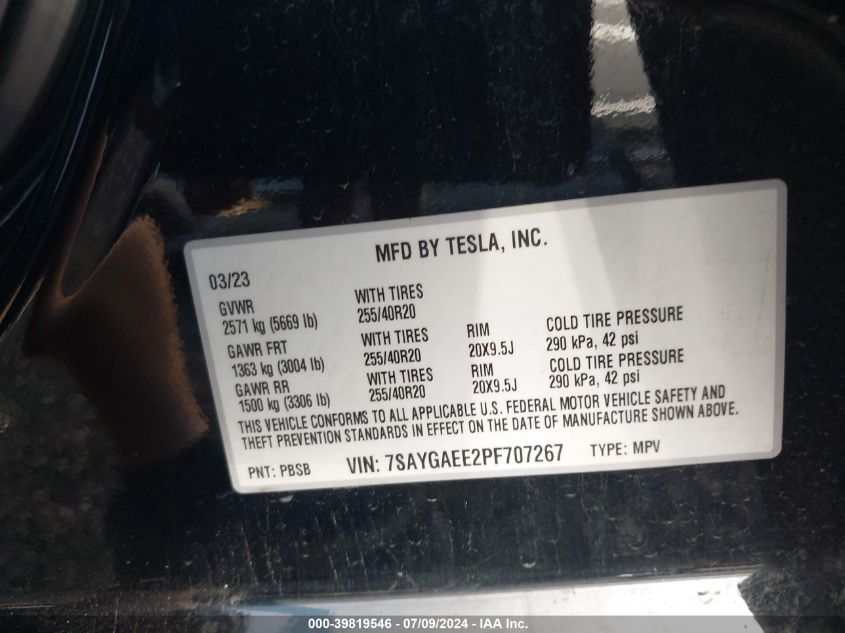 MFD BY TESLA, INC.
03/23
GVWR
2571 kg (5669 lb)
WITH TIRES
255/40R20
GAWR FRT
1363 kg (3004 lb)
WITH TIRES
255/40R20
RIM
20X9.5J
COLD TIRE PRESSURE
290 kPa, 42 psi
GAWR RR
1500 kg (3306 lb)
WITH TIRES
255/40R20
RIM
20X9.5J
COLD TIRE PRESSURE
290 kPa, 42 psi
THIS VEHICLE CONFORMS TO ALL APPLICABLE U.S. FEDERAL MOTOR VEHICLE SAFETY AND
THEFT PREVENTION STANDARDS IN EFFECT ON THE DATE OF MANUFACTURE SHOWN ABOVE.
PNT: PBSB VIN: 7SAYGAEE2PF707267 TYPE: MPV
000-39819546 - 07/09/2024 - IAA Inc.